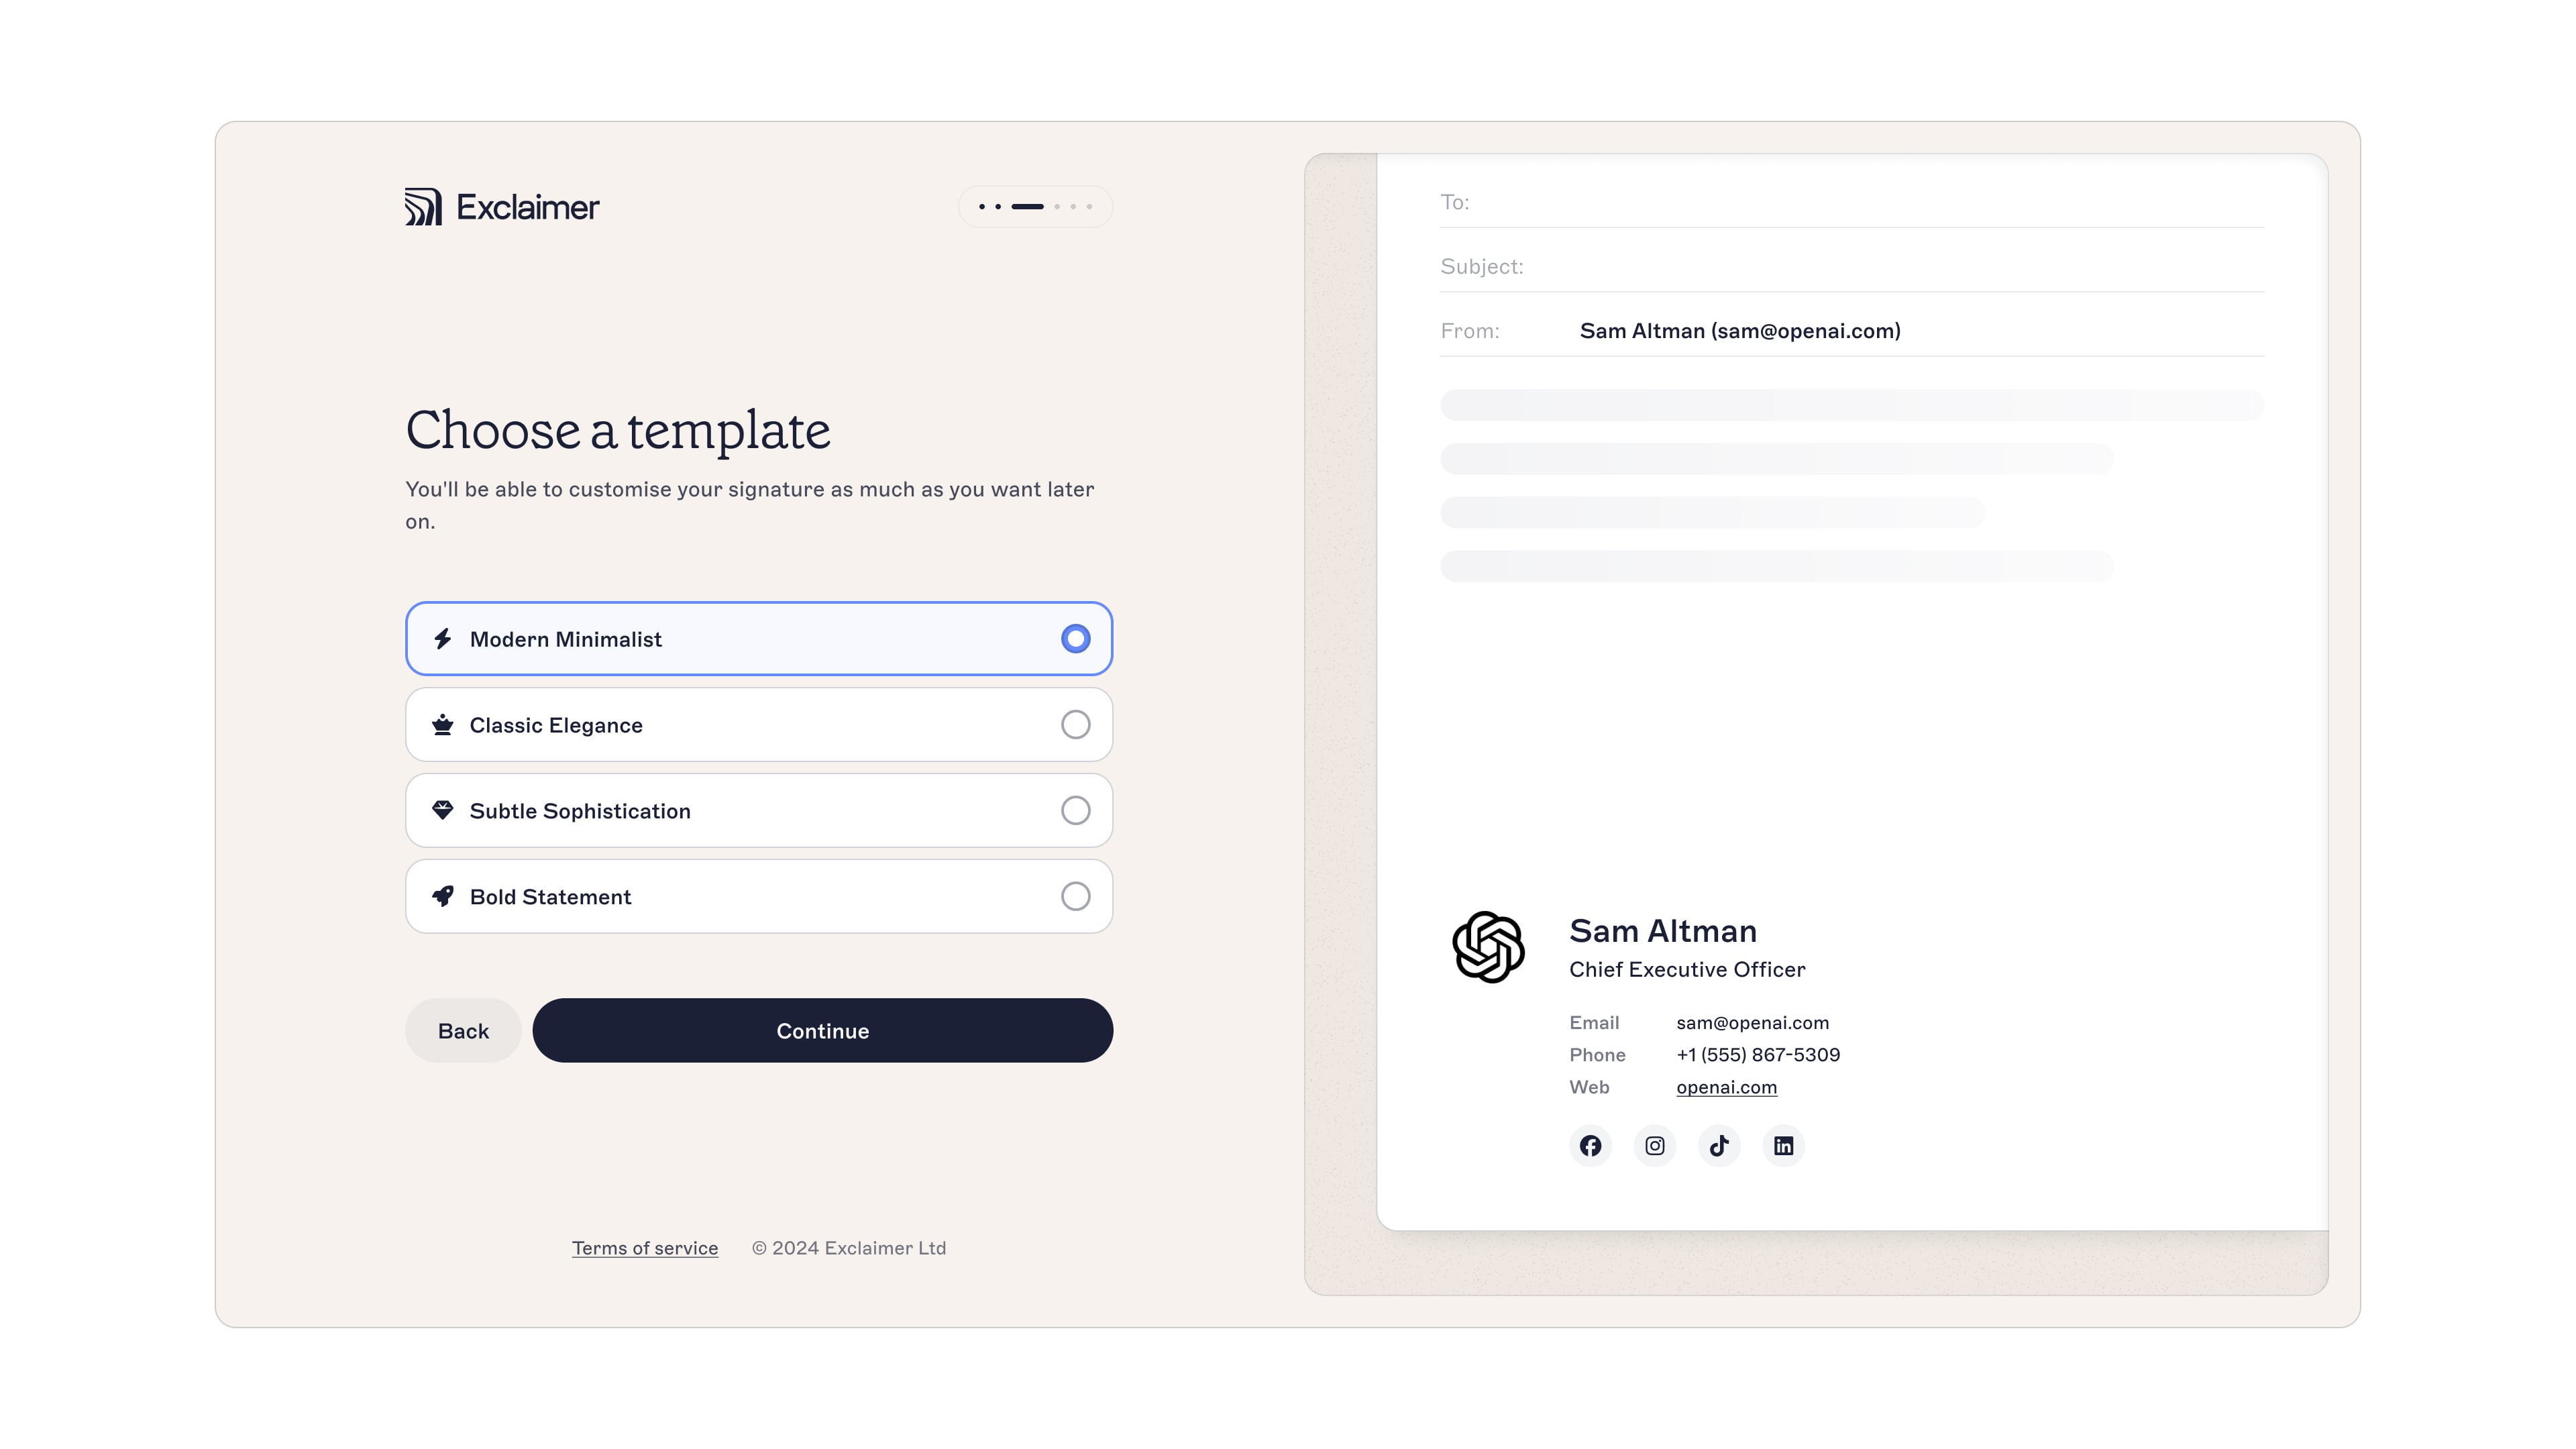 Exclaimer
Choose a template
You'll be able to customise your signature as much as you want later
on.
Modern Minimalist
Classic Elegance
Subtle Sophistication
Bold Statement
Back
Continue
Terms of service
© 2024 Exclaimer Ltd
To:
Subject:
From: Sam Altman (sam@openai.com)
Sam Altman
Chief Executive Officer
Email sam@openai.com
Phone +1 (555) 867-5309
Web openai.com